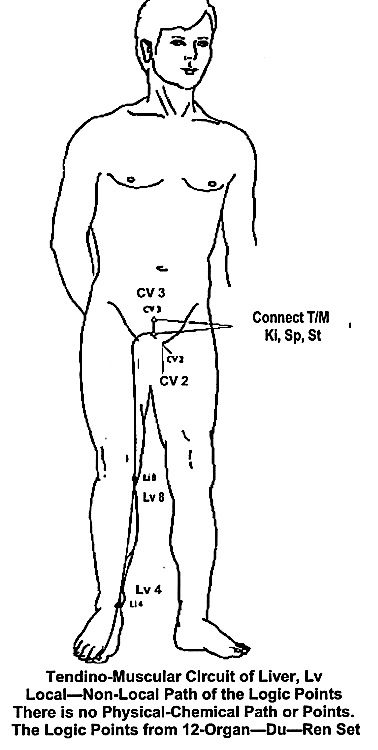 CV 3
CV 3
Connect T/M
Ki, Sp, St
CV 2
CV 2
Li 8
Lv 8
Lv 4
Li 4
Tendino-Muscular Circuit of Liver, Lv
Local—Non-Local Path of the Logic Points
There is no Physical-Chemical Path or Points.
The Logic Points from 12-Organ—Du—Ren Set